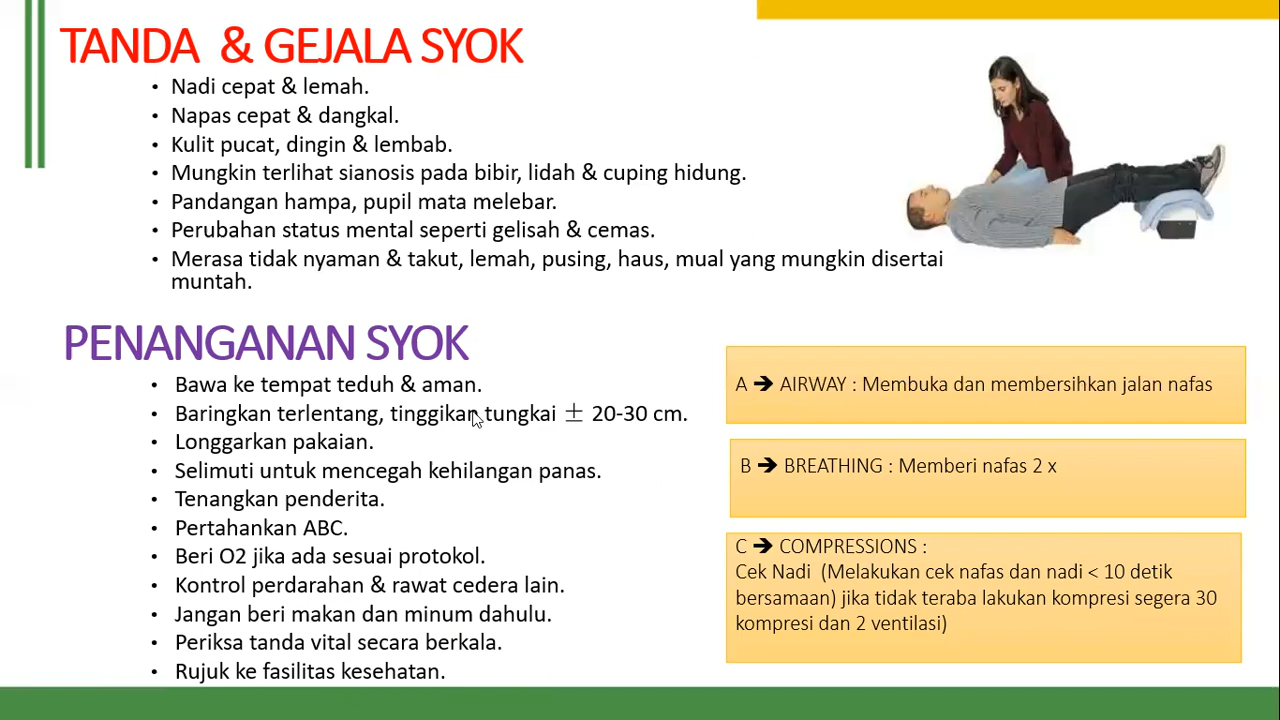 TANDA & GEJALA SYOK
• Nadi cepat & lemah.
• Napas cepat & dangkal.
• Kulit pucat, dingin & lembab.
• Mungkin terlihat sianosis pada bibir, lidah & cuping hidung.
• Pandangan hampa, pupil mata melebar.
• Perubahan status mental seperti gelisah & cemas.
• Merasa tidak nyaman & takut, lemah, pusing, haus, mual yang mungkin disertai
muntah.
PENANGANAN SYOK
• Bawa ke tempat teduh & aman.
• Baringkan terlentang, tinggikan tungkai ± 20-30 cm.
• Longgarkan pakaian.
• Selimuti untuk mencegah kehilangan panas.
• Tenangkan penderita.
• Pertahankan ABC.
• Beri O2 jika ada sesuai protokol.
• Kontrol perdarahan & rawat cedera lain.
• Jangan beri makan dan minum dahulu.
• Periksa tanda vital secara berkala.
• Rujuk ke fasilitas kesehatan.
A ➔ AIRWAY : Membuka dan membersihkan jalan nafas
B ➔ BREATHING : Memberi nafas 2 x
C ➔ COMPRESSIONS :
Cek Nadi (Melakukan cek nafas dan nadi < 10 detik
bersamaan) jika tidak teraba lakukan kompresi segera 30
kompresi dan 2 ventilasi)